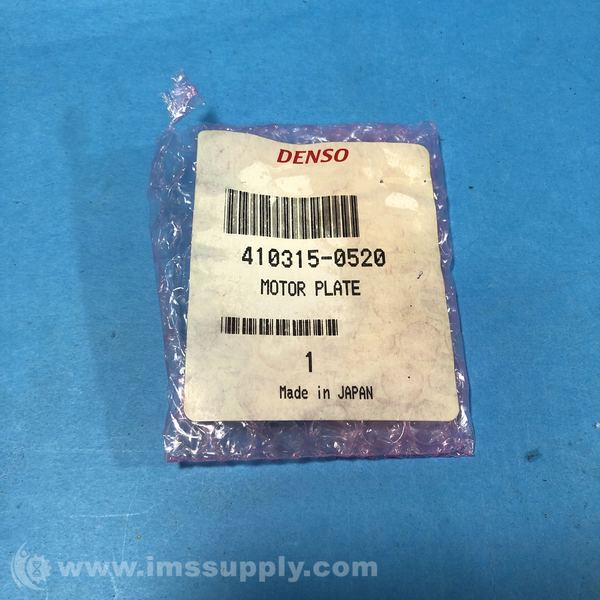 DENSO
410315-0520
MOTOR PLATE
1
Made in JAPAN
www.imssupply.com